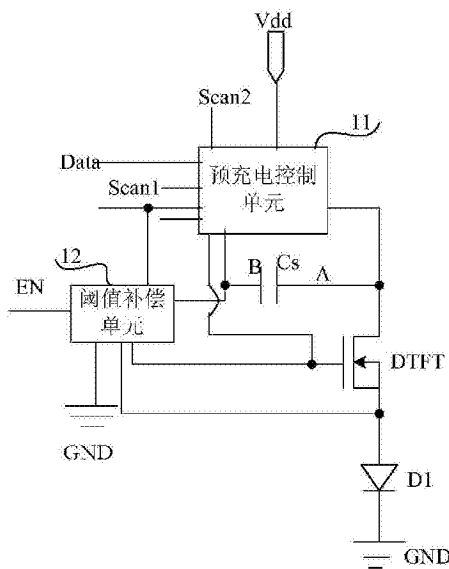 Vdd
Scan2
11
Data
预充电控制
单元
Scan1
12
B
Cs
A
EN
阈值补偿
单元
DTFT
GND
D1
GND